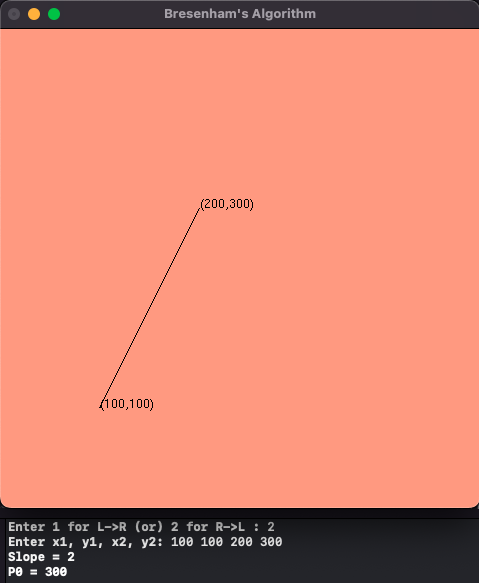 Bresenham's Algorithm
(200,300)
(100,100)
Enter 1 for L->R (or) 2 for R->L : 2
Enter x1, y1, x2, y2: 100 100 200 300
Slope = 2
P0 = 300